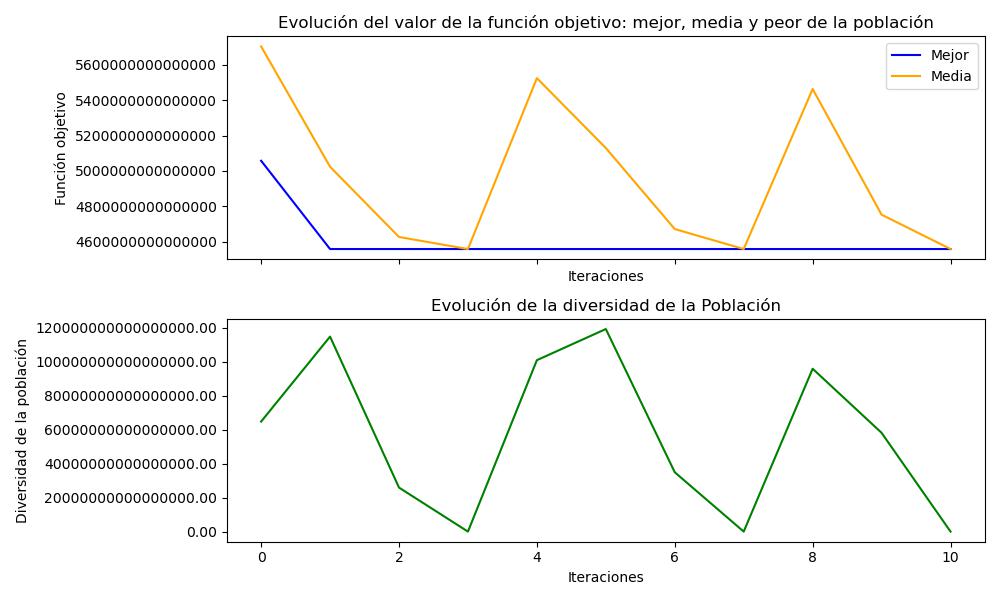 Evolución del valor de la función objetivo: mejor, media y peor de la población
Mejor
Media
5600000000000000
5400000000000000
5200000000000000
5000000000000000
4800000000000000
4600000000000000
Función objetivo
Iteraciones
Evolución de la diversidad de la Población
120000000000000000.00
100000000000000000.00
80000000000000000.00
60000000000000000.00
40000000000000000.00
20000000000000000.00
0.00
Diversidad de la población
0 2 4 6 8 10
Iteraciones